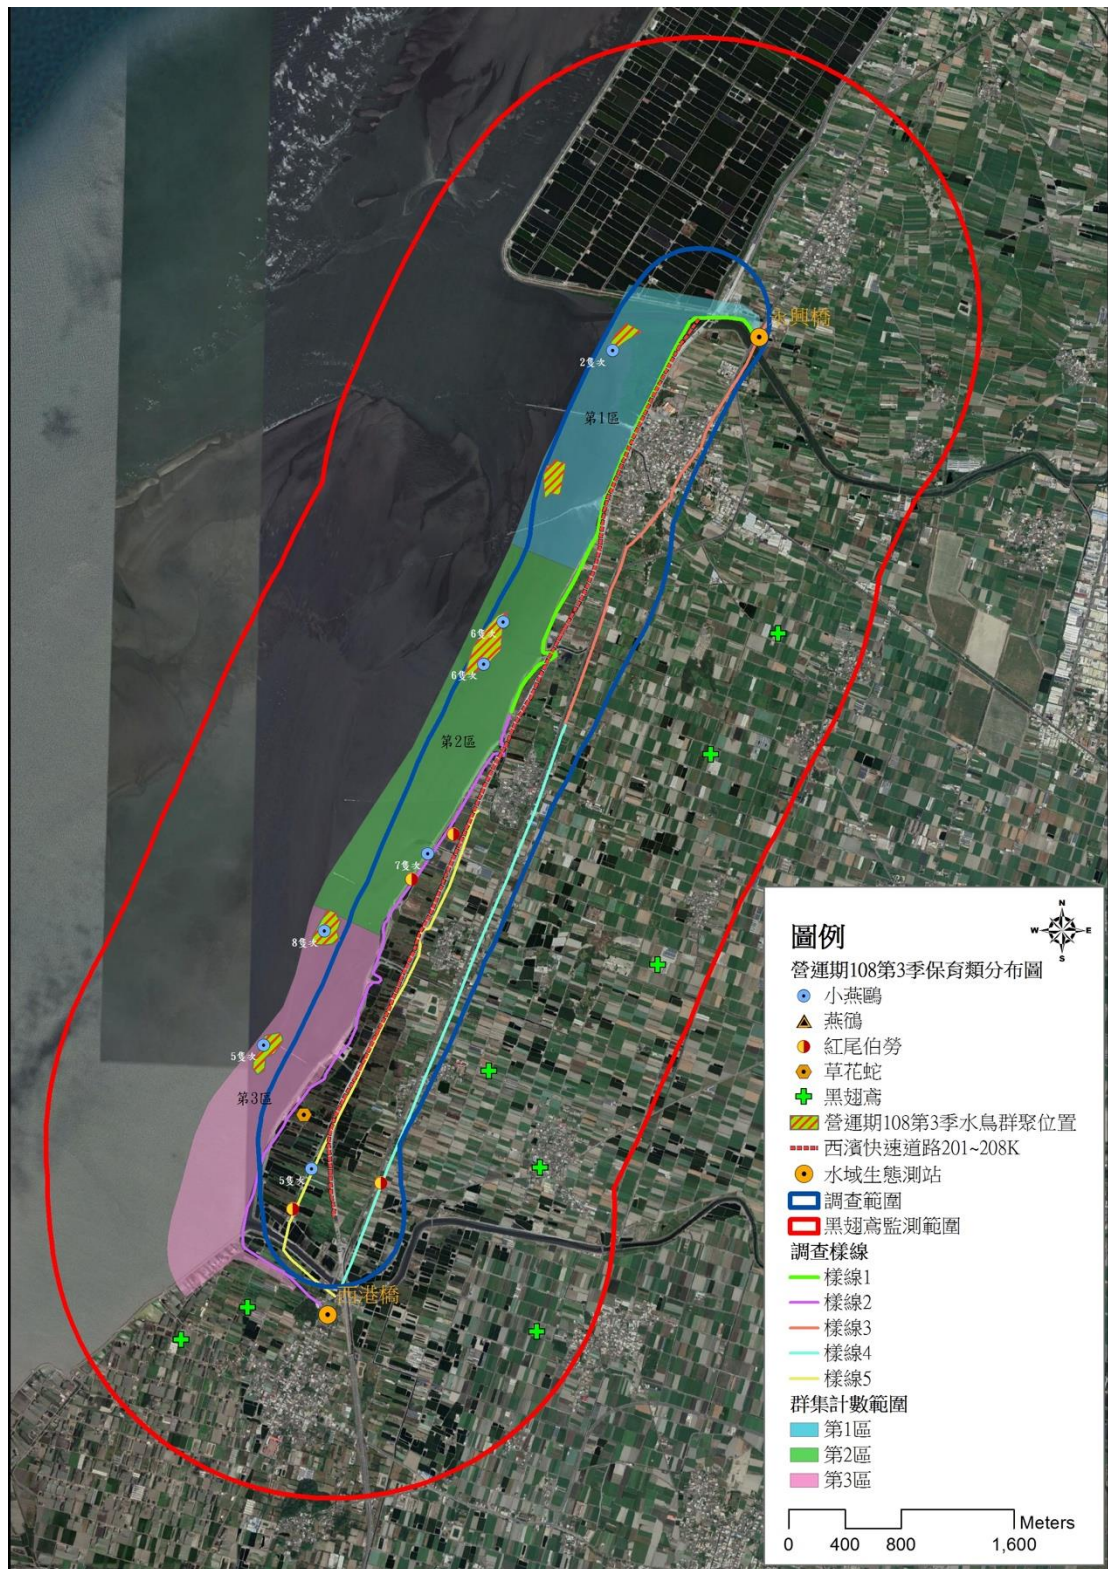 永興橋
2隻次
第1區
6隻次
6隻次
第2區
7隻次
8隻次
5隻次
第3區
5隻次
西港橋
N
W E
S
圖例
營運期108第3季保育類分布圖
小燕鷗
燕鴴
紅尾伯勞
草花蛇
黑翅鳶
營運期108第3季水鳥群聚位置
西濱快速道路201~208K
水域生態測站
調查範圍
黑翅鳶監測範圍
調查樣線
樣線1
樣線2
樣線3
樣線4
樣線5
群集計數範圍
第1區
第2區
第3區
Meters
0 400 800 1,600